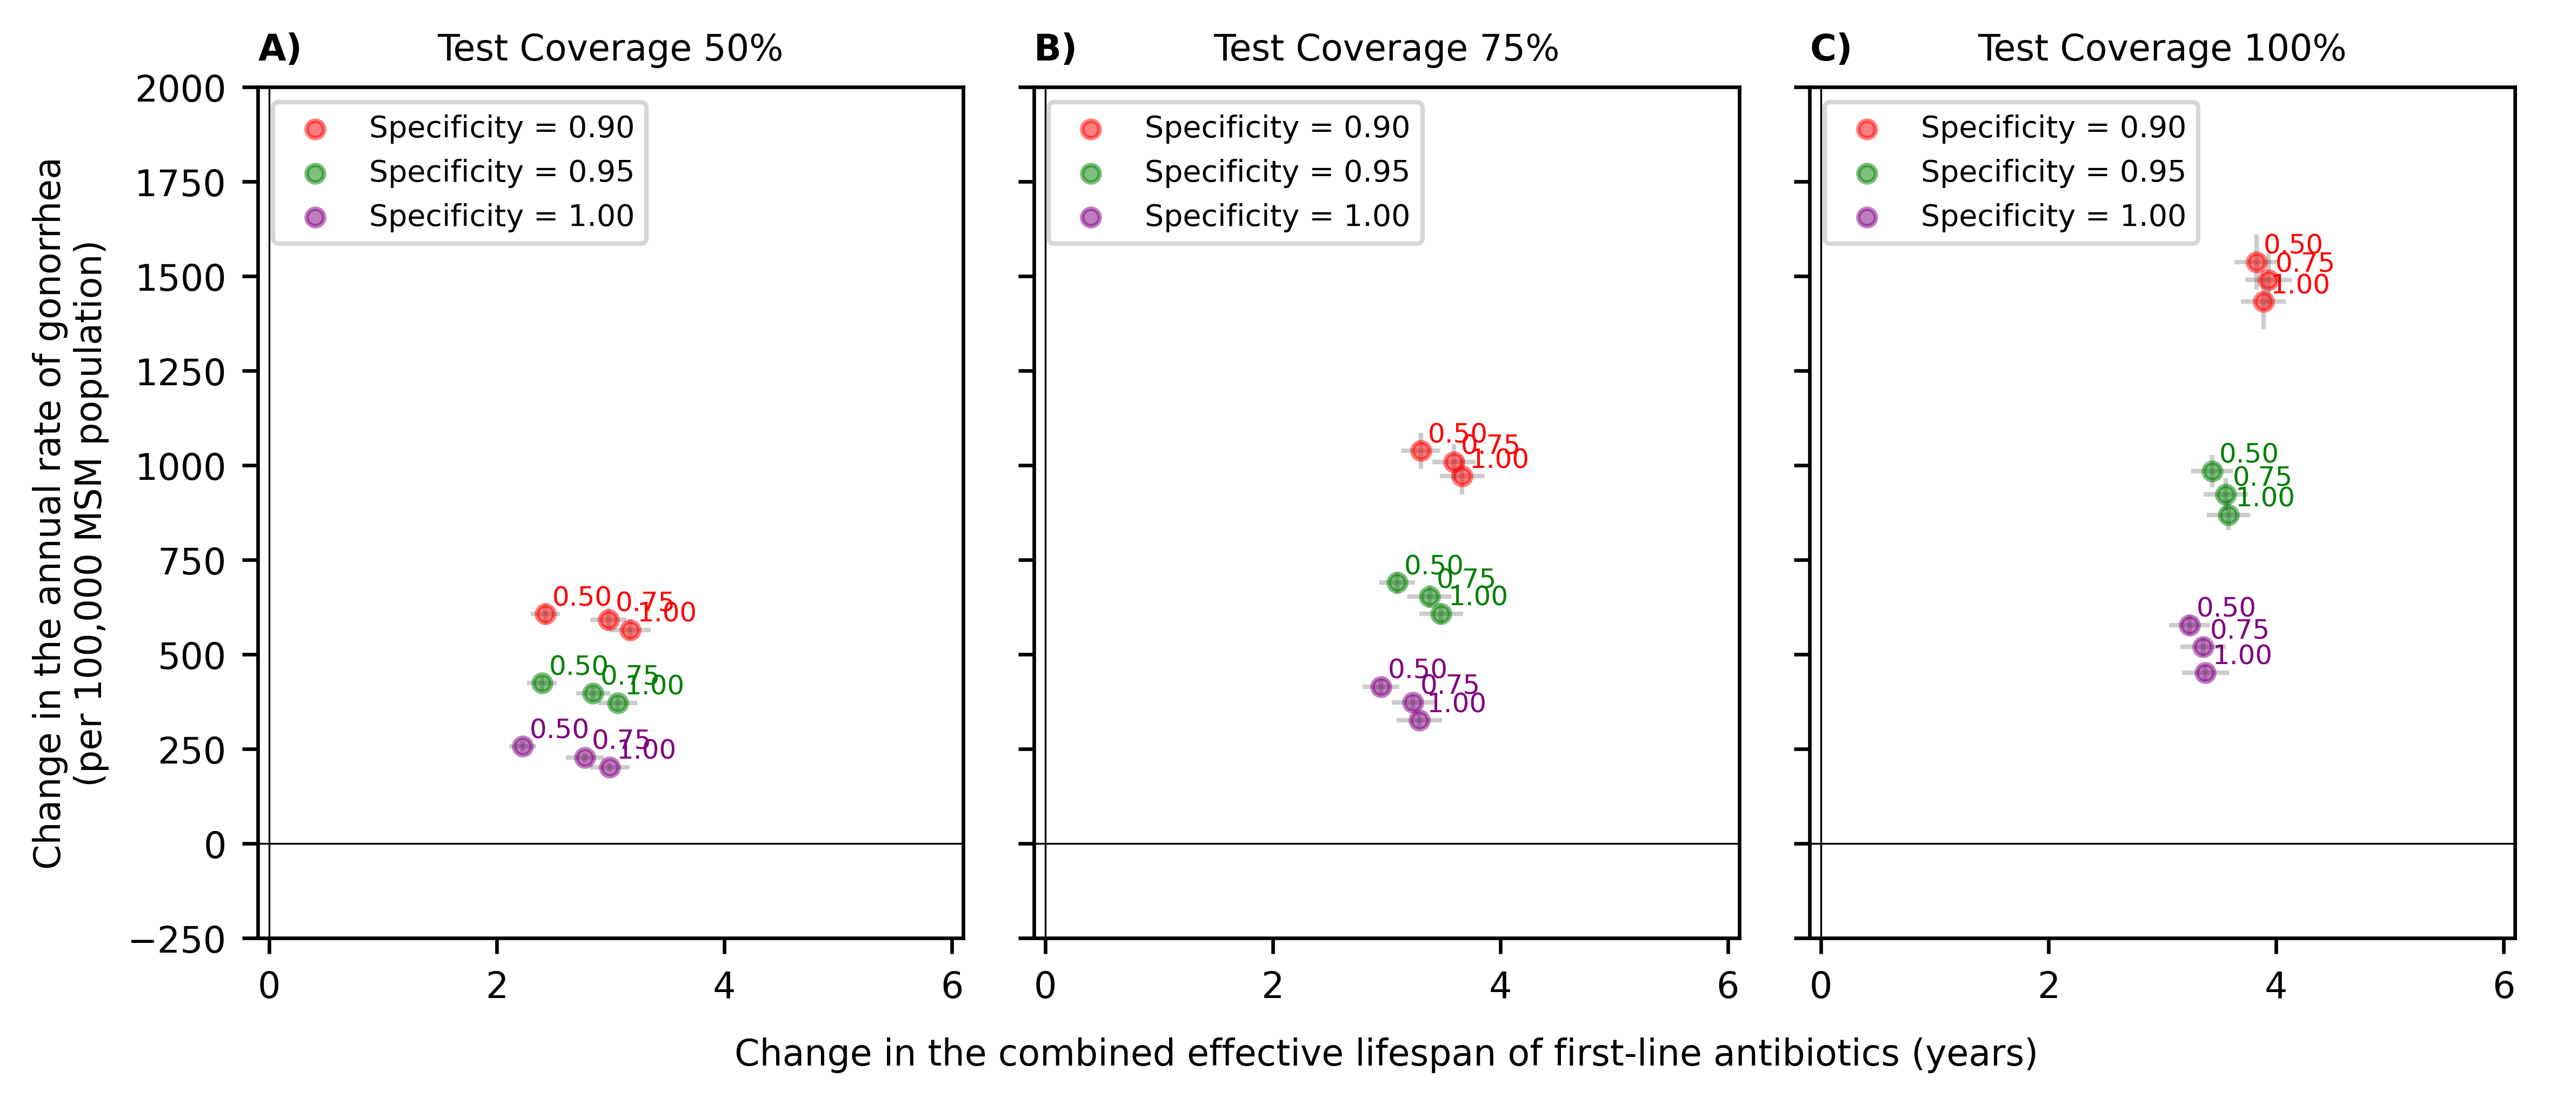 A) Test Coverage 50%
B) Test Coverage 75%
C) Test Coverage 100%
Change in the annual rate of gonorrhea
(per 100,000 MSM population)
2000
1750
1500
1250
1000
750
500
250
0
−250
Specificity = 0.90
Specificity = 0.95
Specificity = 1.00
0.50
0.75
1.00
0.50
0.75
1.00
0.50
0.75
1.00
0 2 4 6
Specificity = 0.90
Specificity = 0.95
Specificity = 1.00
0.50
0.75
1.00
0.50
0.75
1.00
0.50
0.75
1.00
0 2 4 6
Specificity = 0.90
Specificity = 0.95
Specificity = 1.00
0.50
0.75
1.00
0.50
0.75
1.00
0.50
0.75
1.00
0 2 4 6
Change in the combined effective lifespan of first-line antibiotics (years)